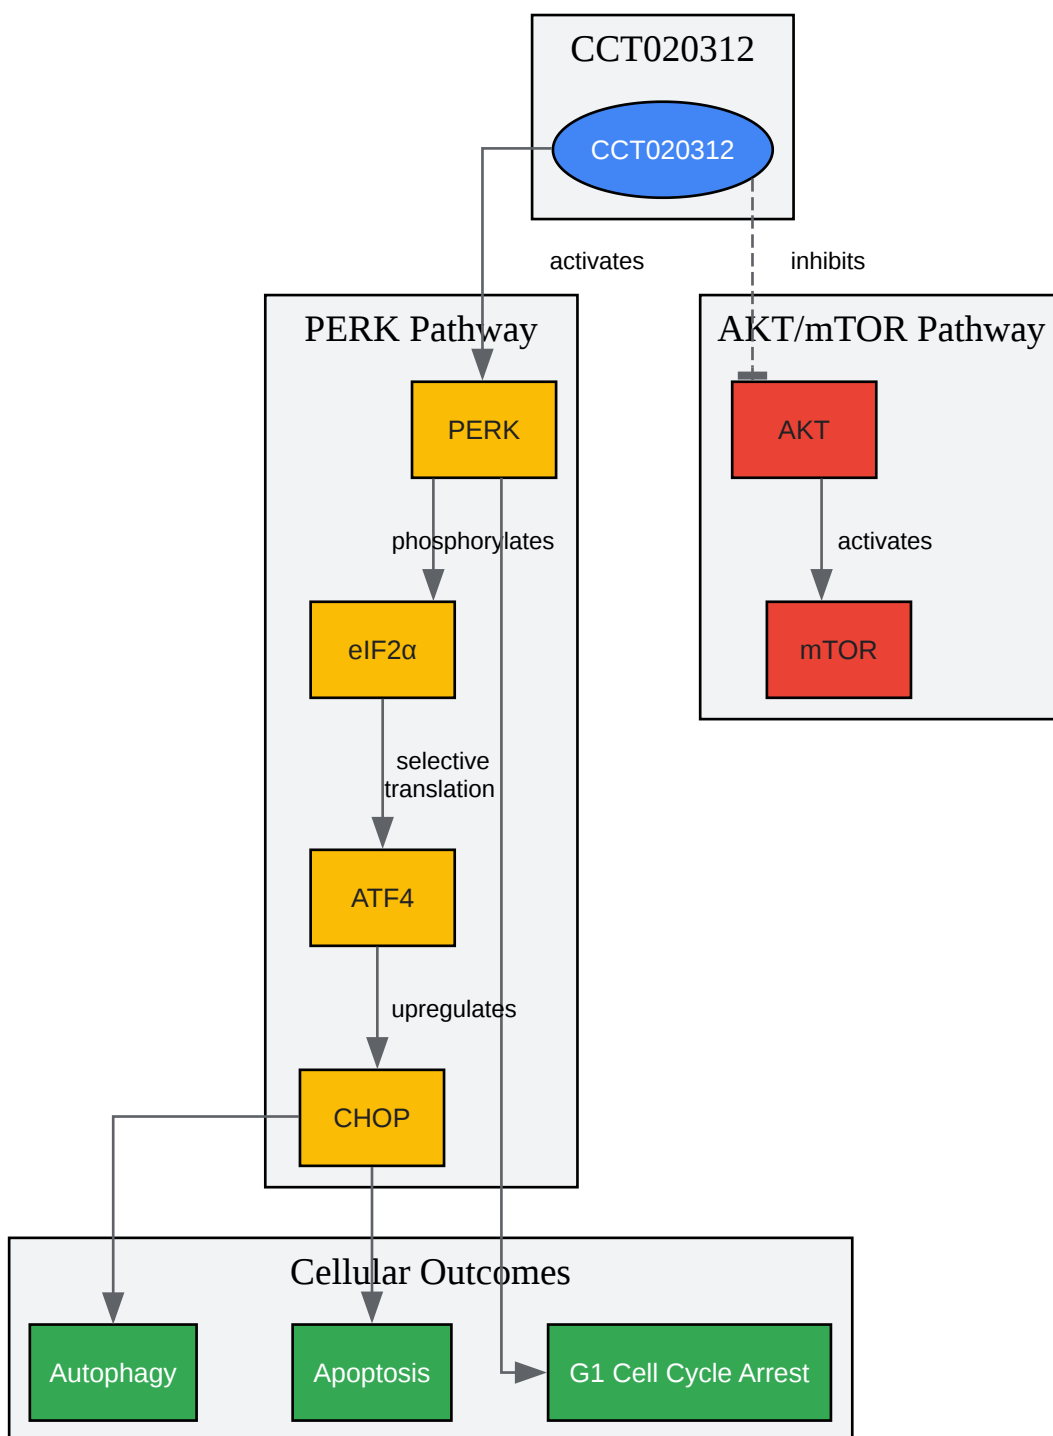 CCT020312
CCT020312
activates
inhibits
PERK Pathway
AKT/mTOR Pathway
PERK
AKT
phosphorylates
activates
eIF2α
mTOR
selective
translation
ATF4
upregulates
CHOP
Cellular Outcomes
Autophagy
Apoptosis
G1 Cell Cycle Arrest